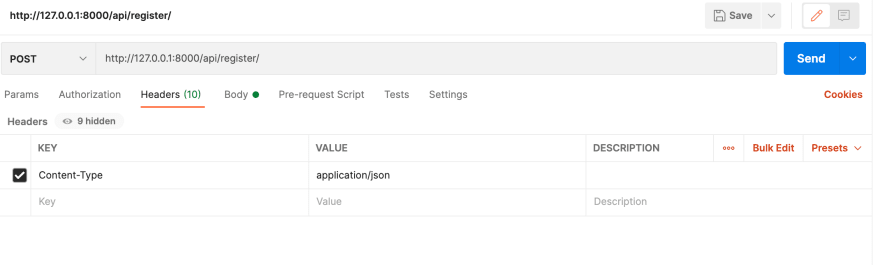 http://127.0.0.1:8000/api/register/ Save
POST http://127.0.0.1:8000/api/register/ Send
Params Authorization Headers (10) Body Pre-request Script Tests Settings Cookies
Headers 9 hidden
KEY VALUE DESCRIPTION ooo Bulk Edit Presets
Content-Type application/json
Key Value Description